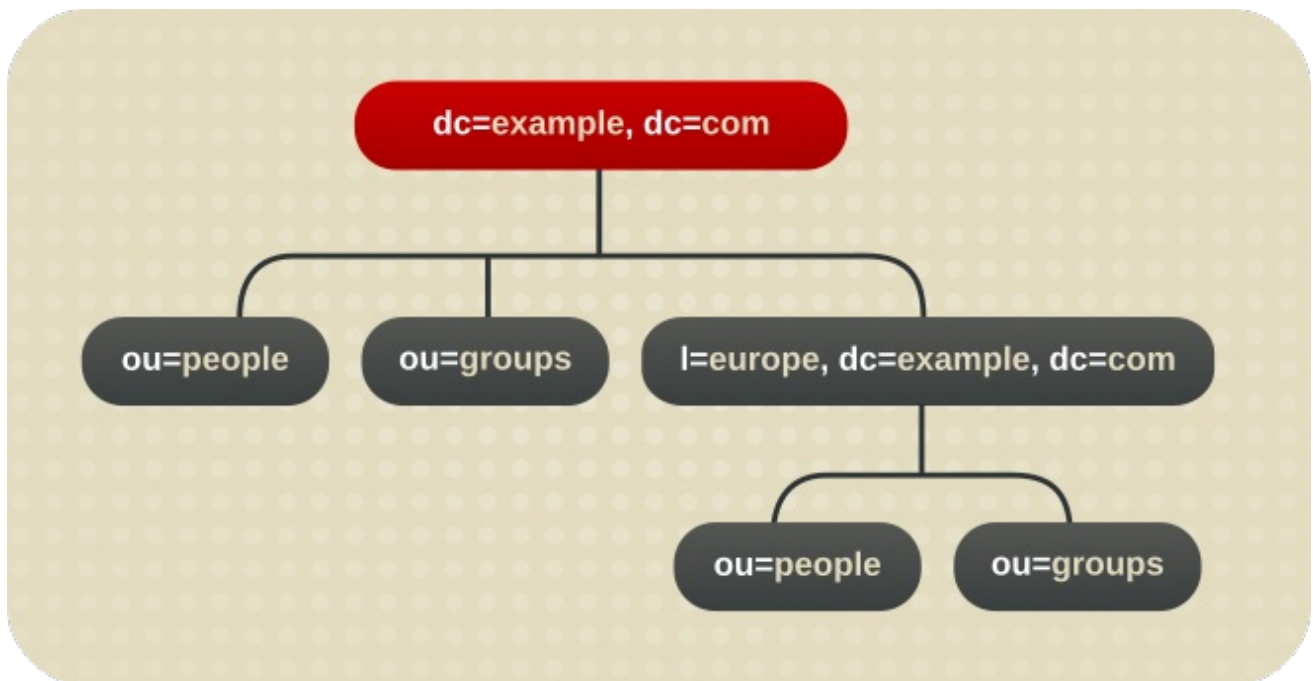 dc=example, dc=com
ou=people
ou=groups
l=europe, dc=example, dc=com
ou=people
ou=groups